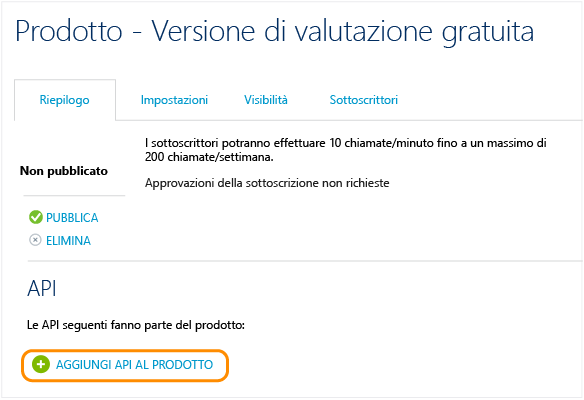 Prodotto - Versione di valutazione gratuita
Riepilogo Impostazioni Visibilità Sottoscrittori
I sottoscrittori potranno effettuare 10 chiamate/minuto fino a un massimo di
200 chiamate/settimana.
Non pubblicato
Approvazioni della sottoscrizione non richieste
PUBBLICA
ELIMINA
API
Le API seguenti fanno parte del prodotto:
AGGIUNGI API AL PRODOTTO